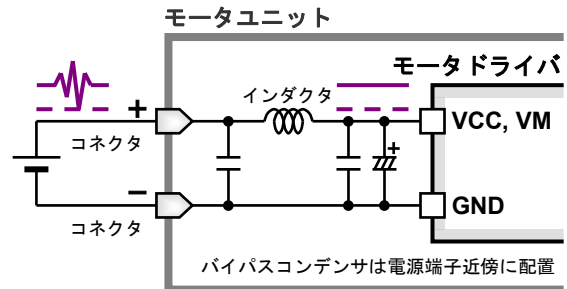 モータユニット
モータドライバ
インダクタ
+
コネクタ
+
VCC, VM
−
GND
コネクタ
バイパスコンデンサは電源端子近傍に配置